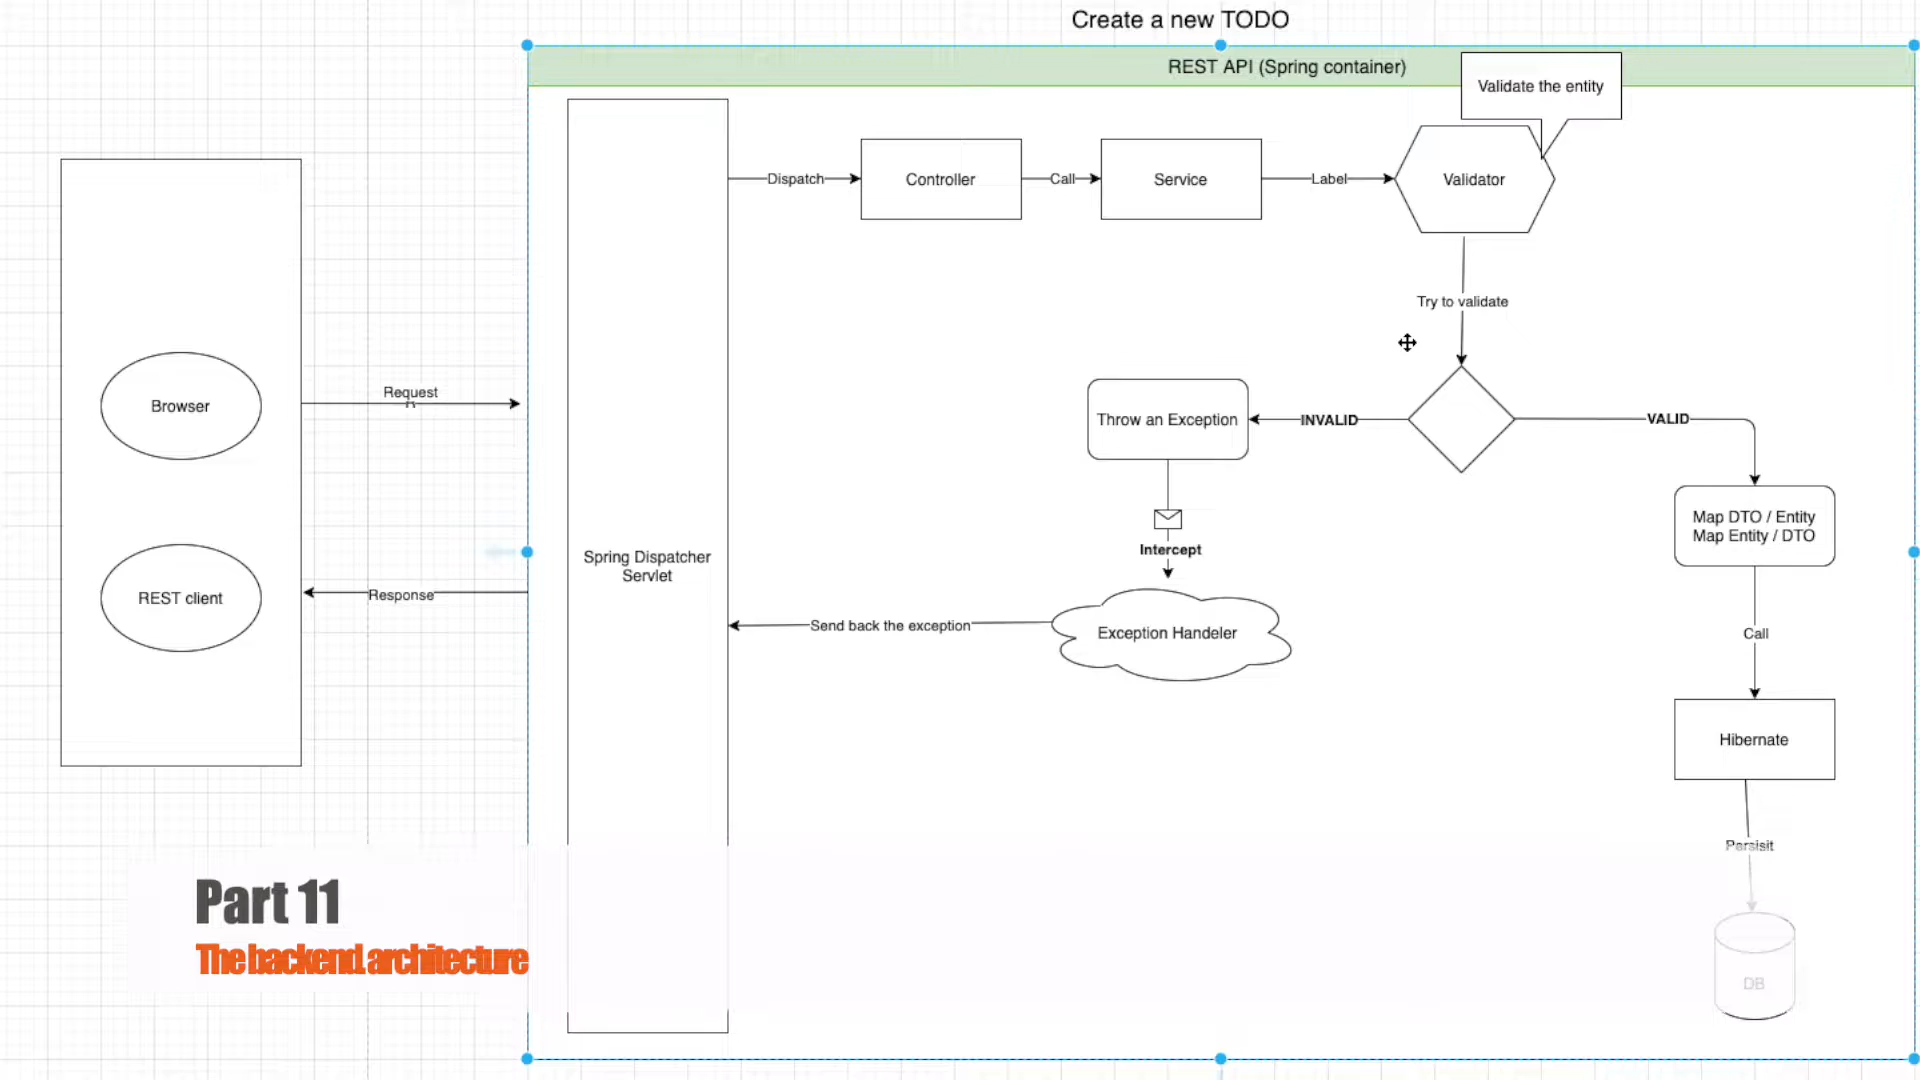 Create a new TODO
REST API (Spring container)
Validate the entity
Dispatch
Controller
Call
Service
Label
Validator
Try to validate
Browser
Request
Throw an Exception
INVALID
VALID
Map DTO / Entity
Map Entity / DTO
Intercept
Spring Dispatcher
Servlet
REST client
Response
Send back the exception
Exception Handeler
Call
Hibernate
Persisit
DB
Part 11
The backend architecture